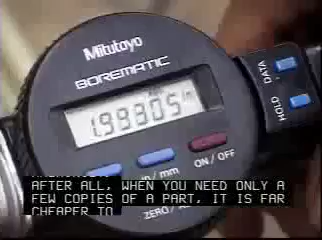 Mitutoyo
BOREMATIC
1.98805
DATA
HOLD
in/mm
ON/OFF
AFTER ALL, WHEN YOU NEED ONLY A
FEW COPIES OF A PART, IT IS FAR
CHEAPER TO
ZERO/